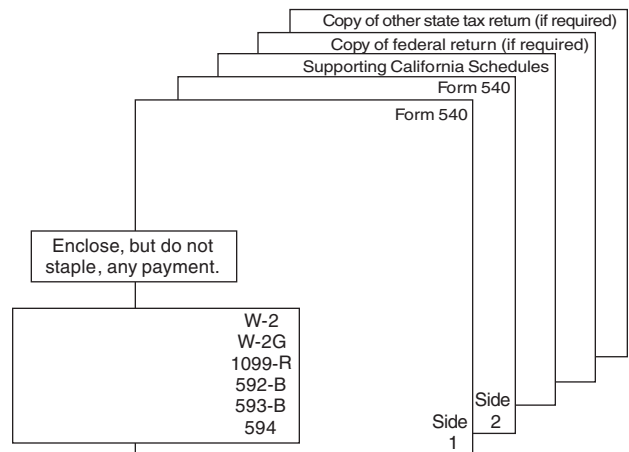 Copy of other state tax return (if required)
Copy of federal return (if required)
Supporting California Schedules
Form 540
Form 540
Enclose, but do not
staple, any payment.
W-2
W-2G
1099-R
592-B
593-B
594
Side
2
Side
1